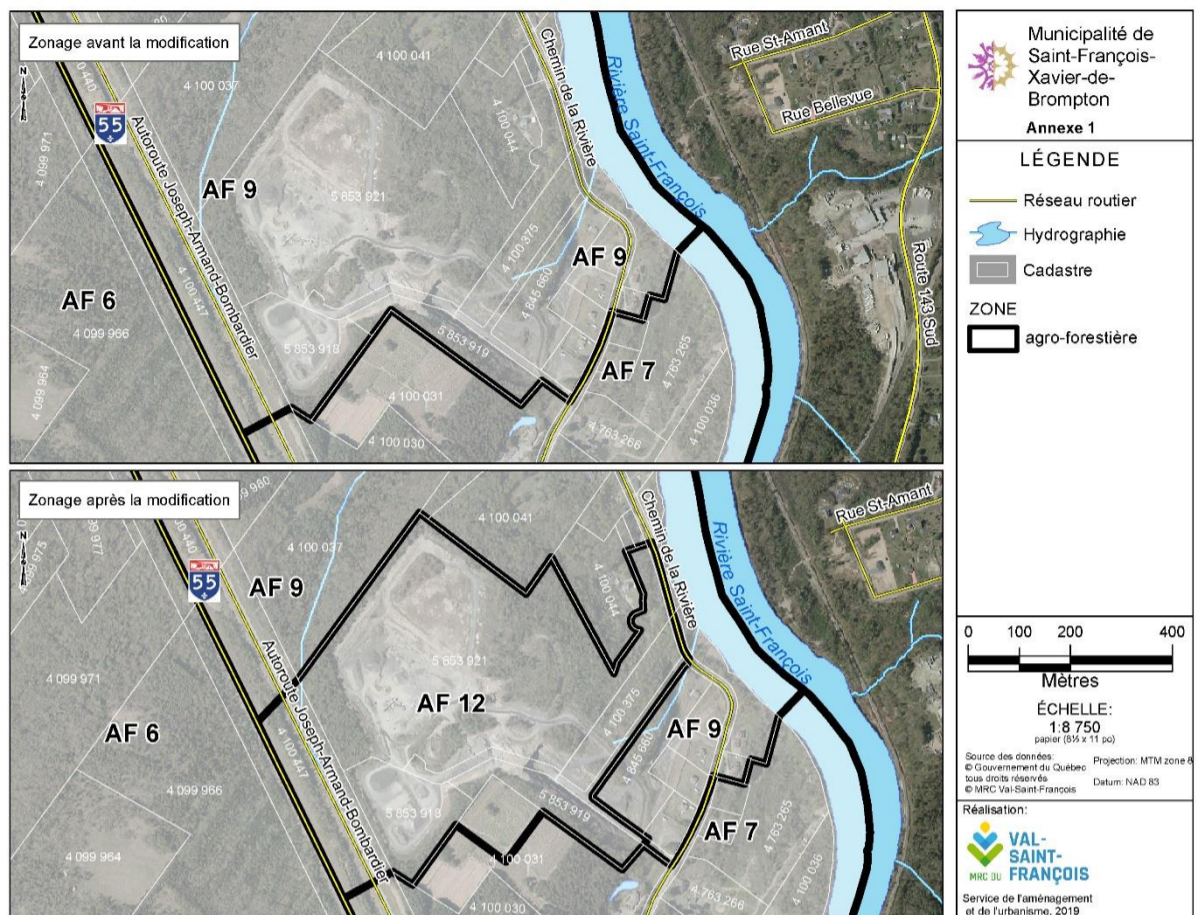 Zonage avant la modification
N
55
4 100 440
Autoroute Joseph-Armand-Bombardier
4 100 037
4 100 041
4 099 971
AF 9
5 853 921
4 100 044
Chemin de la Rivière
Rivière Saint-François
Rue St-Amant
Rue Bellevue
Route 143 Sud
4 100 375
AF 9
4 845 660
AF 6
4 099 966
4 100 447
4 099 964
5 853 918
5 853 919
AF 7
4 763 265
4 100 031
4 100 030
4 763 266
4 100 036
Zonage après la modification
N
55
4 099 975
440
4 100 037
4 100 041
AF 9
Autoroute Joseph-Armand-Bombardier
4 100 044
Chemin de la Rivière
Rivière Saint-François
Rue St-Amant
4 099 971
5 853 921
AF 12
4 100 375
AF 9
4 845 660
AF 6
4 100 447
4 099 966
5 853 918
5 853 919
AF 7
4 763 265
4 099 964
4 100 031
4 100 030
4 763 266
4 100 036
Municipalité de
Saint-François-
Xavier-de-
Brompton
Annexe 1
LÉGENDE
Réseau routier
Hydrographie
Cadastre
ZONE
agro-forestière
0 100 200 400
Mètres
ÉCHELLE:
1:8 750
papier (8½ x 11 po)
Source des données:
© Gouvernement du Québec
tous droits réservés
© MRC Val-Saint-François
Projection: MTM zone 8
Datum: NAD 83
Réalisation:
MRC DU
VAL-
SAINT-
FRANÇOIS
Service de l'aménagement
et de l'urbanisme, 2019